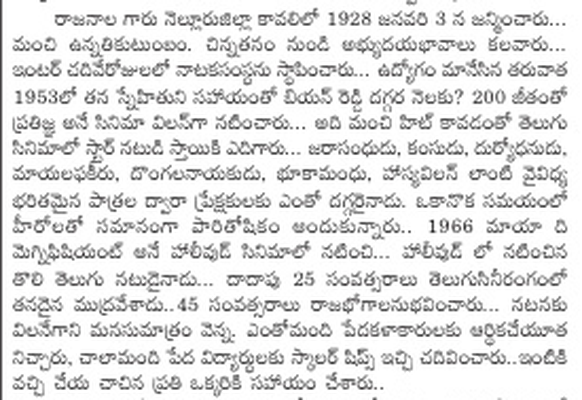 రాజనాల గారు నెల్లూరుజిల్లా కావలిలో 1928 జనవరి 3 న జన్మించారు...
మంచి ఉన్నతికుటుంబం. చిన్నతనం నుండి అభ్యుదయభావాలు కలవారు...
ఇంటర్ చదివేరోజులలో నాటకసంస్థను స్థాపించారు... ఉద్యోగం మానేసిన తరువాత
1953లో తన స్నేహితుని సహాయంతో బియన్ రెడ్డి దగ్గర నెలకు? 200 జీతంతో
ప్రతిజ్ఞ అనే సినిమా విలన్‌గా నటించారు... అది మంచి హిట్ కావడంతో తెలుగు
సినిమాలో స్టార్ నటుడి స్తాయికి ఎదిగారు... జరాసంధుడు, కంసుడు, దుర్యోధనుడు,
మాయలఫకీరు, దొంగలనాయకుడు, భూకామంధు, హాస్యవిలన్ లాంటి వైవిధ్య
భరితమైన పాత్రల ద్వారా ప్రేక్షకులకు ఎంతో దగ్గరైనాడు. ఒకానొక సమయంలో
హీరోలతో సమానంగా పారితోషికం అందుకున్నారు.. 1966 మాయా ది
మెగ్నిఫిషియంట్ అనే హాలీవుడ్ సినిమాలో నటించి... హాలీవుడ్ లో నటించిన
తొలి తెలుగు నటుడైనాడు... దాదాపు 25 సంవత్సరాలు తెలుగుసినీరంగంలో
తనదైన ముద్రవేశాడు..45 సంవత్సరాలు రాజభోగాలనుభవించారు... నటనకు
విలనేగాని మనసుమాత్రం వెన్న. ఎంతోమంది పేదకళాకారులకు ఆర్ధికచేయూత
నిచ్చారు, చాలామంది పేద విద్యార్థులకు స్కాలర్ షిప్స్ ఇచ్చి చదివించారు..ఇంటికి
వచ్చి చేయ చాచిన ప్రతి ఒక్కరికి సహాయం చేశారు..